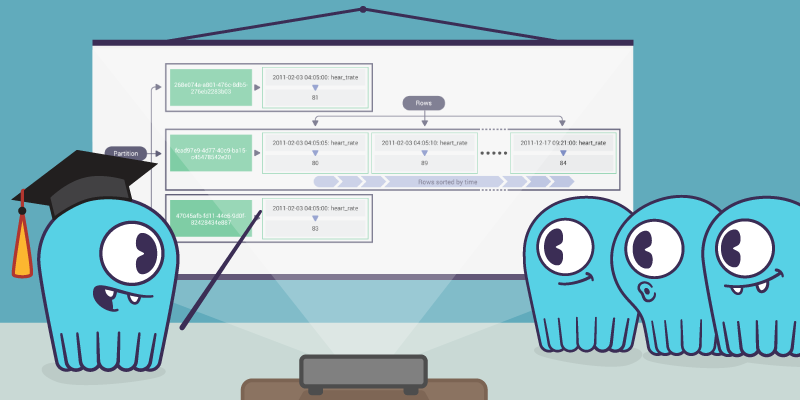 2011-02-03 04:05:00: hear_trate
81
Rows
Partition
2011-02-03 04:05:05: heart_rate
2011-02-03 04:05:10: heart_rate
2011-12-17 09:21:00: heart_rate
80
89
84
Rows sorted by time
2011-02-03 04:05:00: heart_rate
83